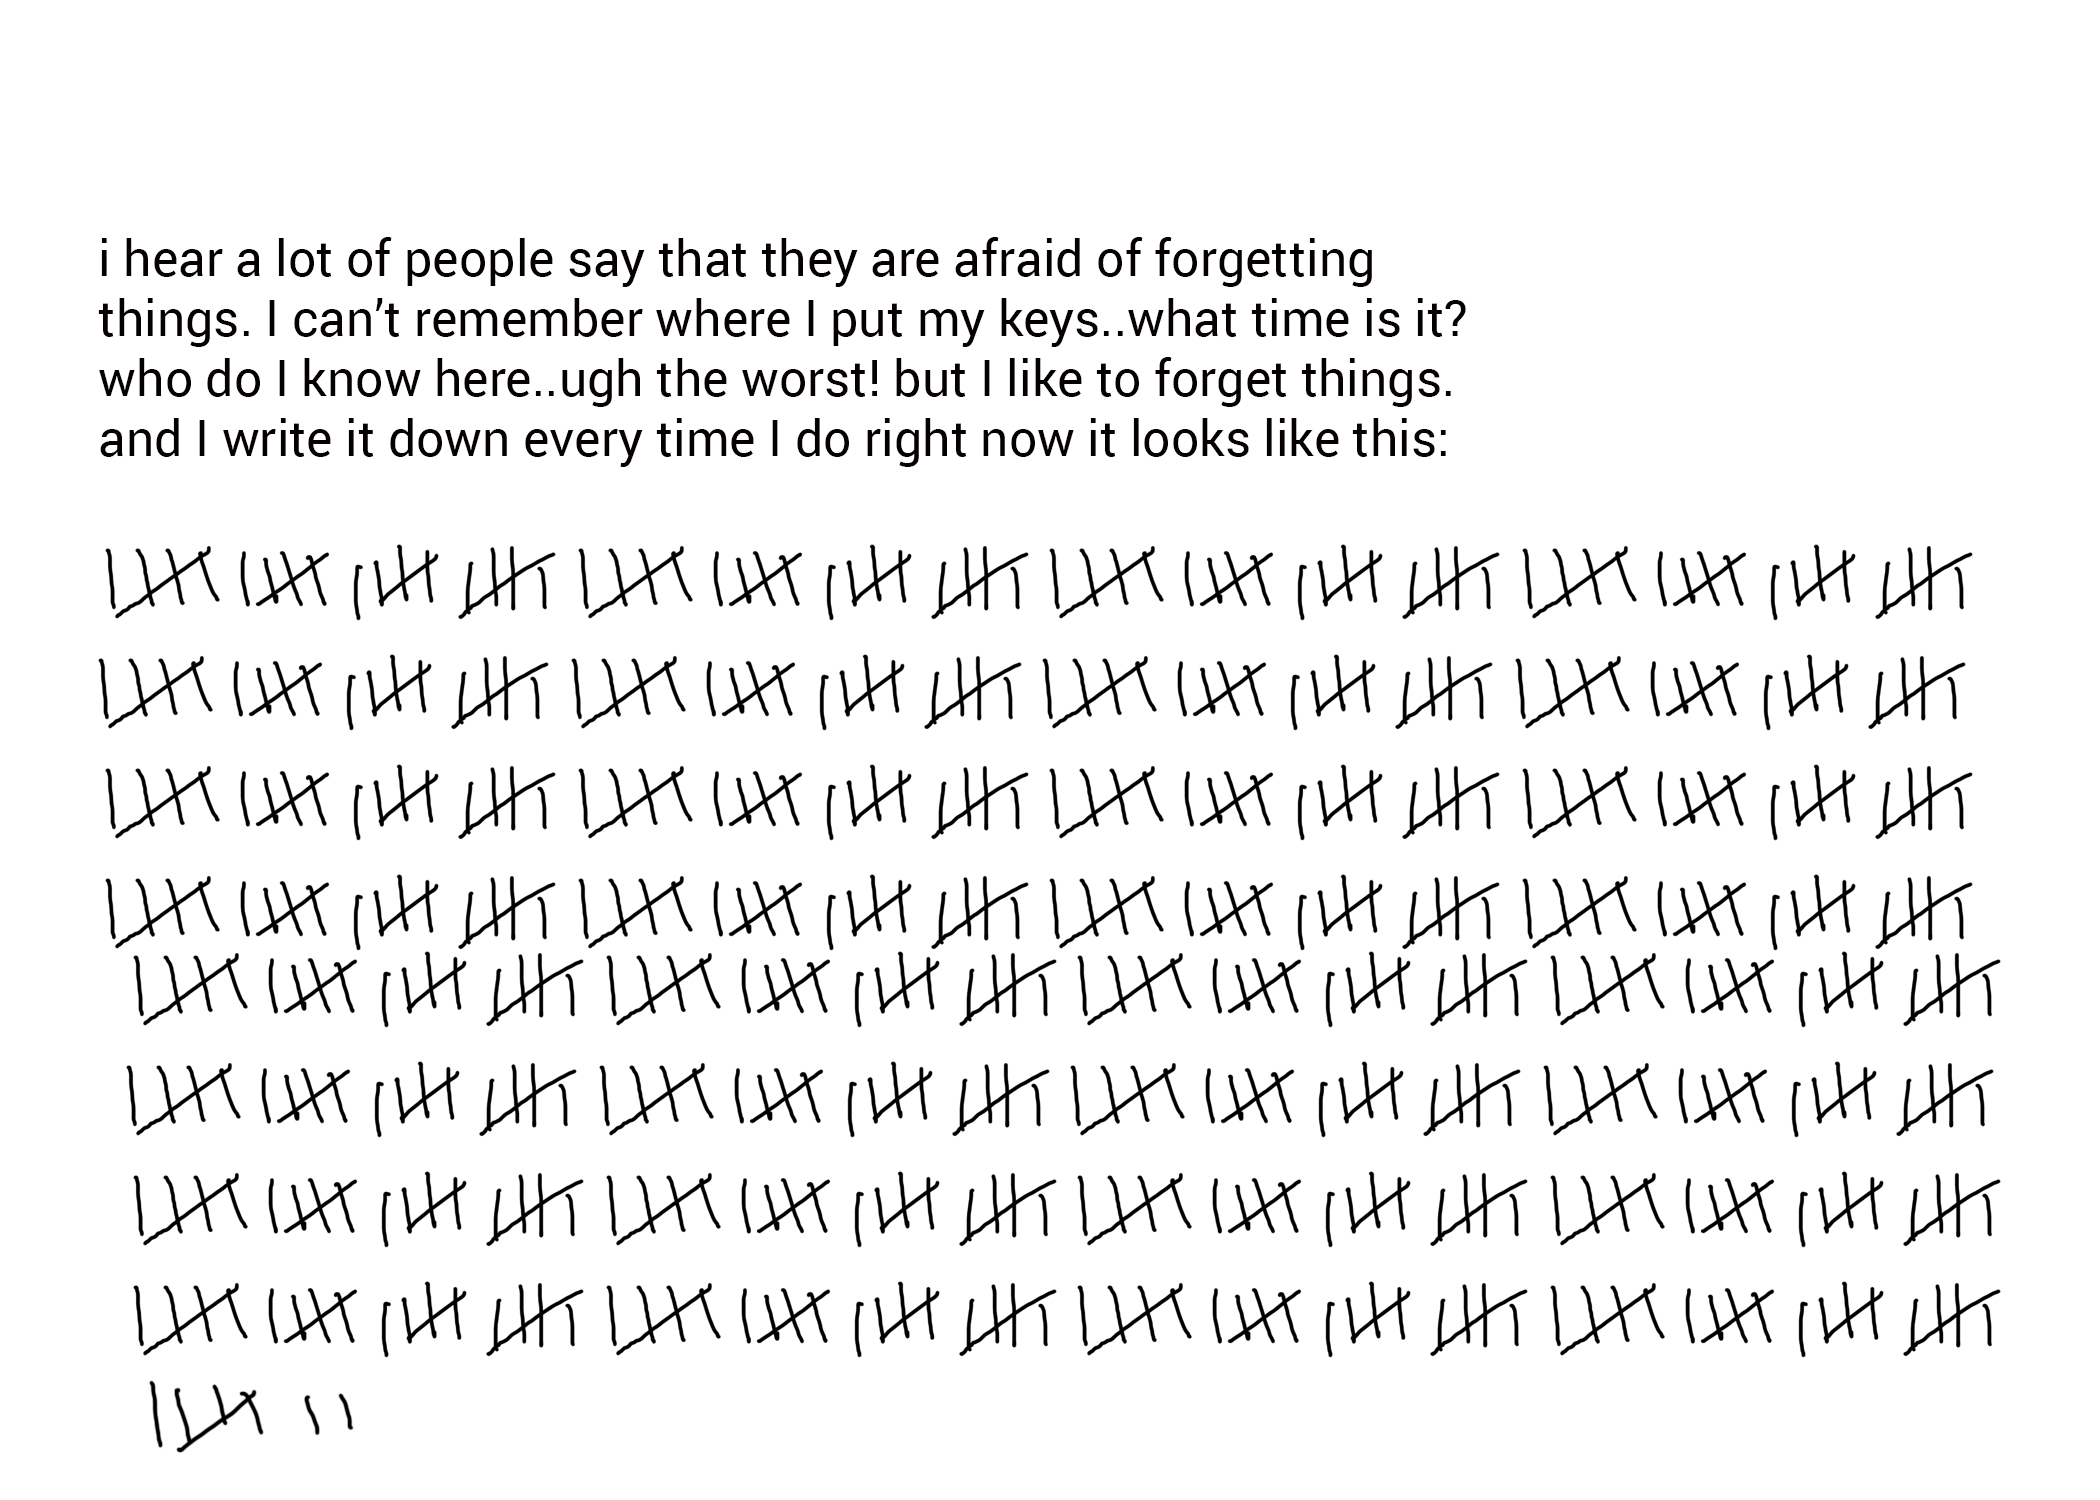 i hear a lot of people say that they are afraid of forgetting
things. I can’t remember where I put my keys..what time is it?
who do I know here..ugh the worst! but I like to forget things.
and I write it down every time I do right now it looks like this: